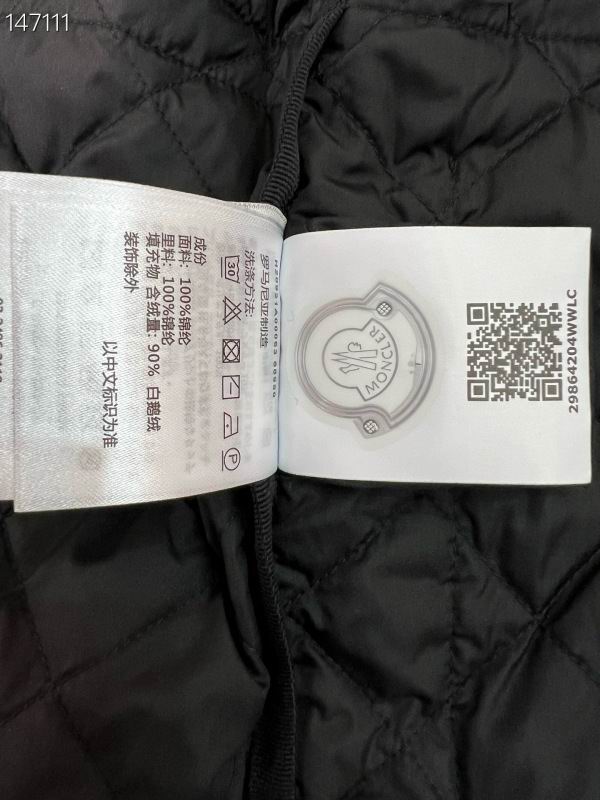 147111
罗马尼亚制造
洗涤方法:
30
P
成份
面料: 100%锦纶
里料: 100%锦纶
填充物 含绒量: 90% 白鹅绒
装饰除外
以中文标识为准
MONCLER
29864204WWLC